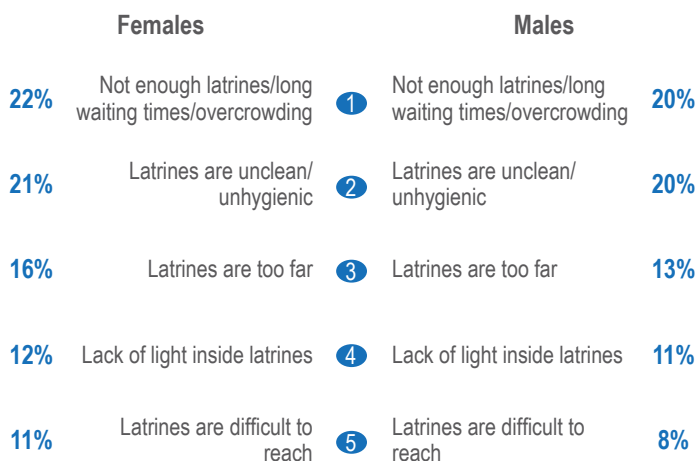 Females Males
22% Not enough latrines/long waiting times/overcrowding 1 Not enough latrines/long waiting times/overcrowding 20%
21% Latrines are unclean/ unhygienic 2 Latrines are unclean/ unhygienic 20%
16% Latrines are too far 3 Latrines are too far 13%
12% Lack of light inside latrines 4 Lack of light inside latrines 11%
11% Latrines are difficult to reach 5 Latrines are difficult to reach 8%